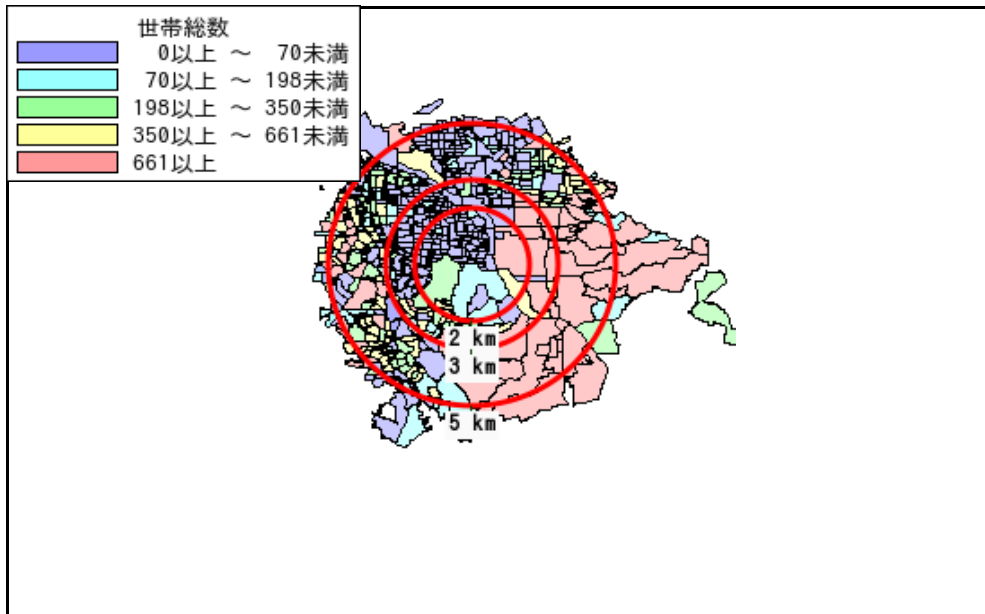 世帯総数
0以上 ～ 70未満
70以上 ～ 198未満
198以上 ～ 350未満
350以上 ～ 661未満
661以上
2 km
3 km
5 km